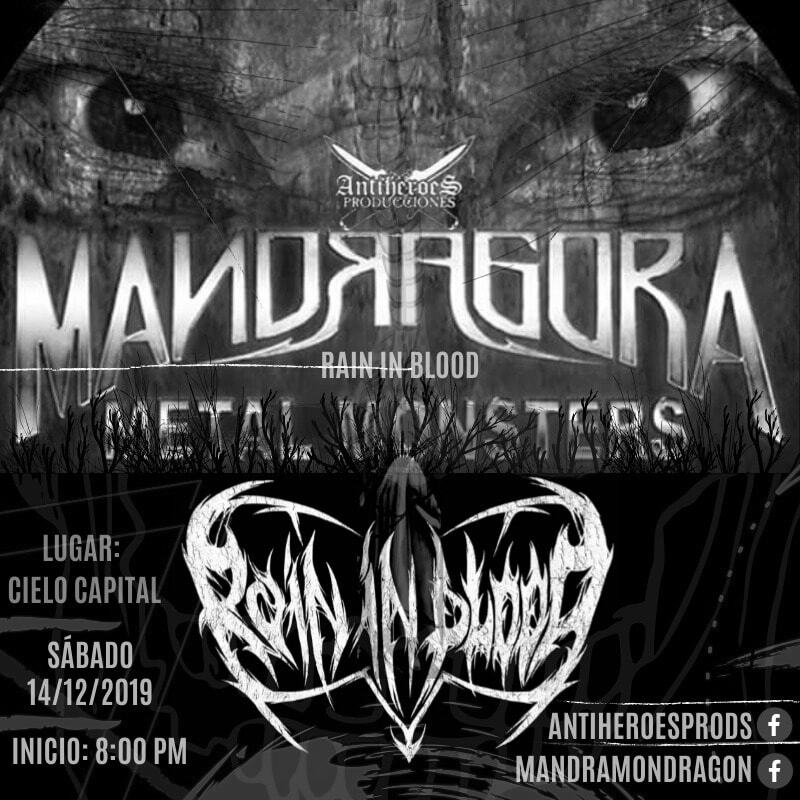 AntiheroeS
PRODUCCIONES
MANDRAGORA
RAIN IN BLOOD
METAL MONSTERS
RAIN IN BLOOD
LUGAR:
CIELO CAPITAL
SÁBADO
14/12/2019
INICIO: 8:00 PM
ANTIHEROESPRODS f
MANDRAMONDRAGON f